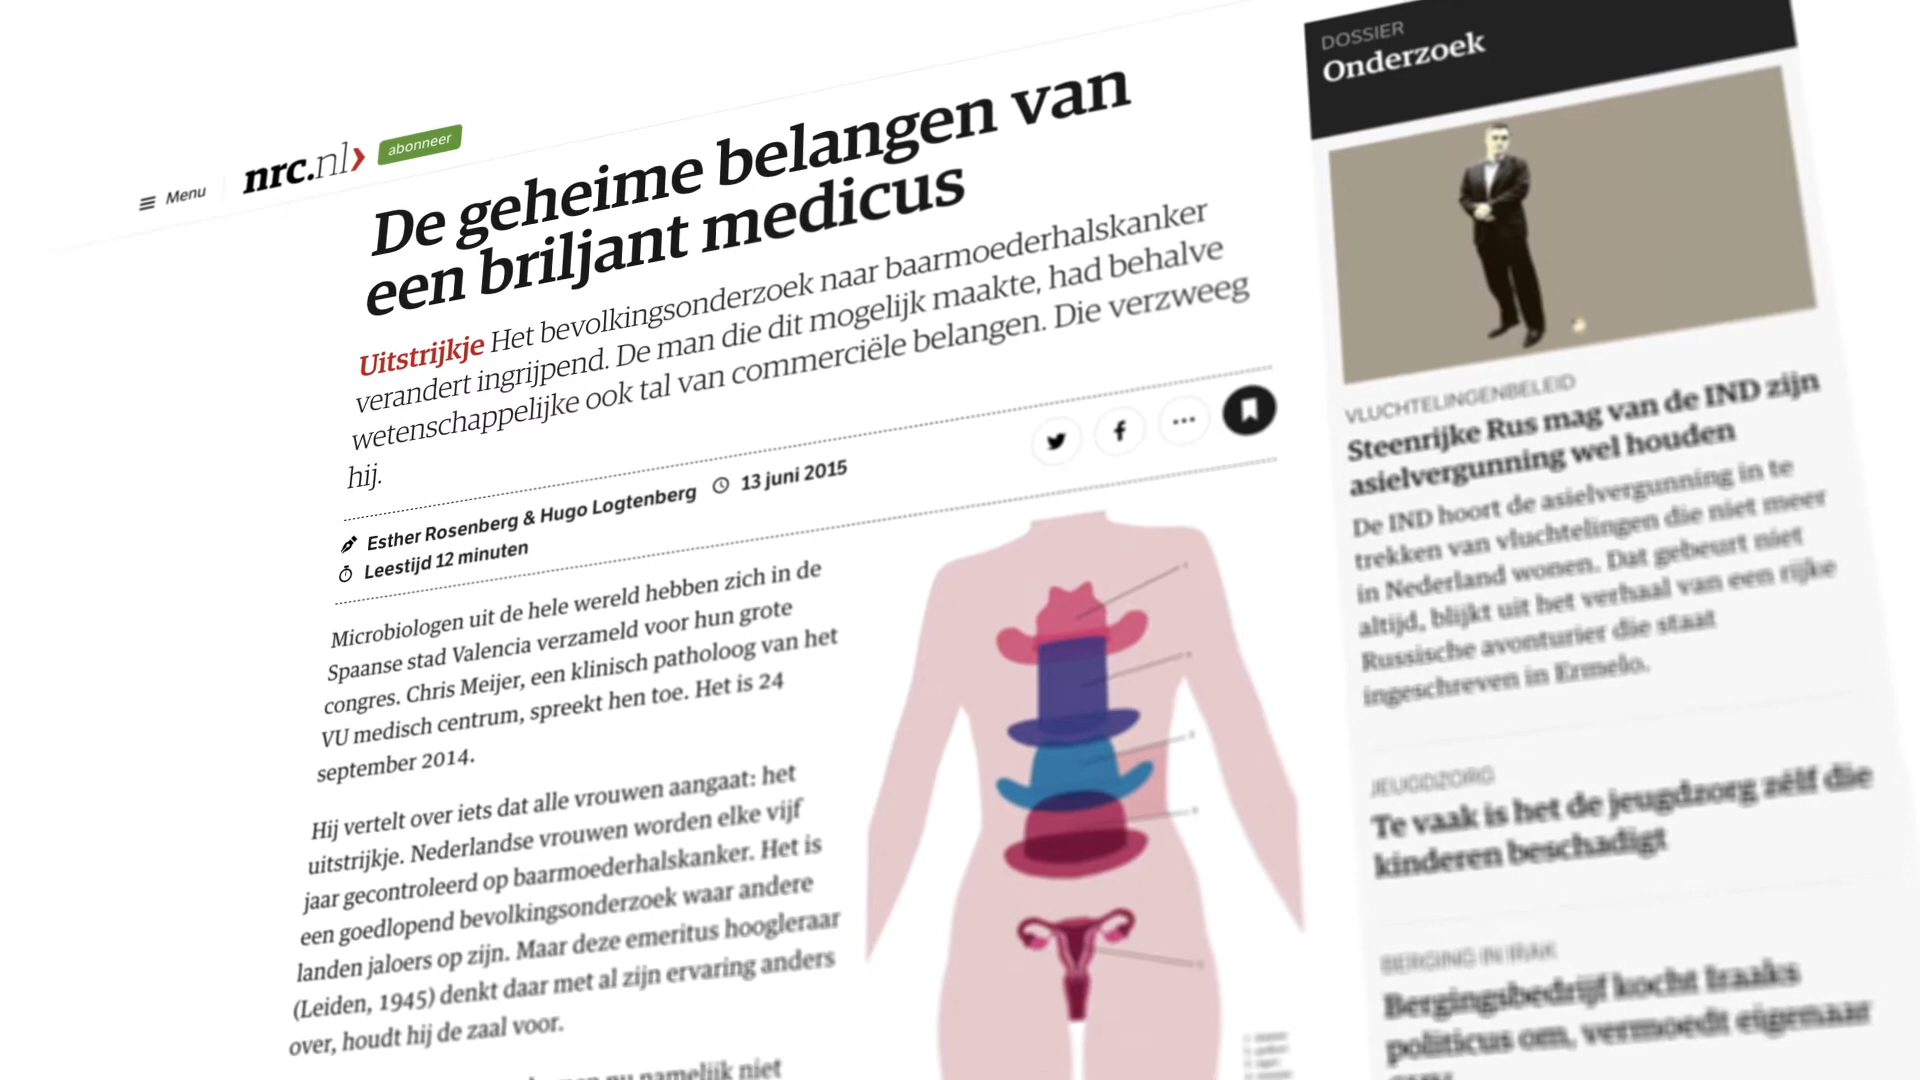 Menu
nrc.nl
abonneer
De geheime belangen van
een briljant medicus
Uitstrijkje Het bevolkingsonderzoek naar baarmoederhalskanker
verandert ingrijpend. De man die dit mogelijk maakte, had behalve
wetenschappelijke ook tal van commerciële belangen. Die verzweeg
hij.
Esther Rosenberg & Hugo Logtenberg 13 juni 2015
Leestijd 12 minuten
Microbiologen uit de hele wereld hebben zich in de
Spaanse stad Valencia verzameld voor hun grote
congres. Chris Meijer, een klinisch patholoog van het
VU medisch centrum, spreekt hen toe. Het is 24
september 2014.
Hij vertelt over iets dat alle vrouwen aangaat: het
uitstrijkje. Nederlandse vrouwen worden elke vijf
jaar gecontroleerd op baarmoederhalskanker. Het is
een goedlopend bevolkingsonderzoek waar andere
landen jaloers op zijn. Maar deze emeritus hoogleraar
(Leiden, 1945) denkt daar met al zijn ervaring anders
over, houdt hij de zaal voor.
nu namelijk niet
DOSSIER
Onderzoek
VLUCHTELINGENBELEID
Steenrijke Rus mag van de IND zijn
asielvergunning wel houden
De IND hoort de asielvergunning in te
trekken van vluchtelingen die niet meer
in Nederland wonen. Dat gebeurt niet
altijd, blijkt uit het verhaal van een rijke
Russische avonturier die staat
ingeschreven in Ermelo.
JEUGDZORG
Te vaak is het de jeugdzorg zélf die
kinderen beschadigt
BERGING IN IRAK
Bergingsbedrijf kocht Iraaks
politicus om, vermoedt eigenaar